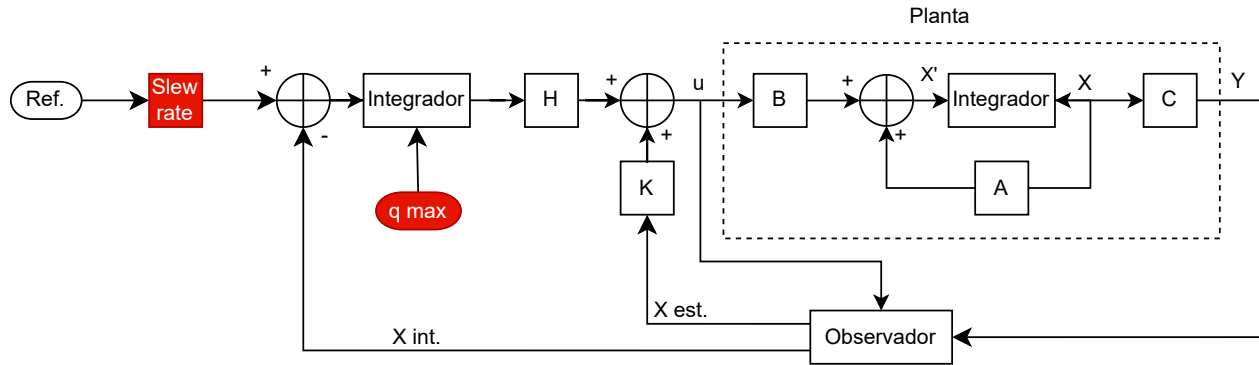 Planta
Ref.
Slew
rate
+
-
Integrador
q max
H
+
+
K
u
B
+
+
X'
Integrador
X
A
C
Y
X est.
X int.
Observador